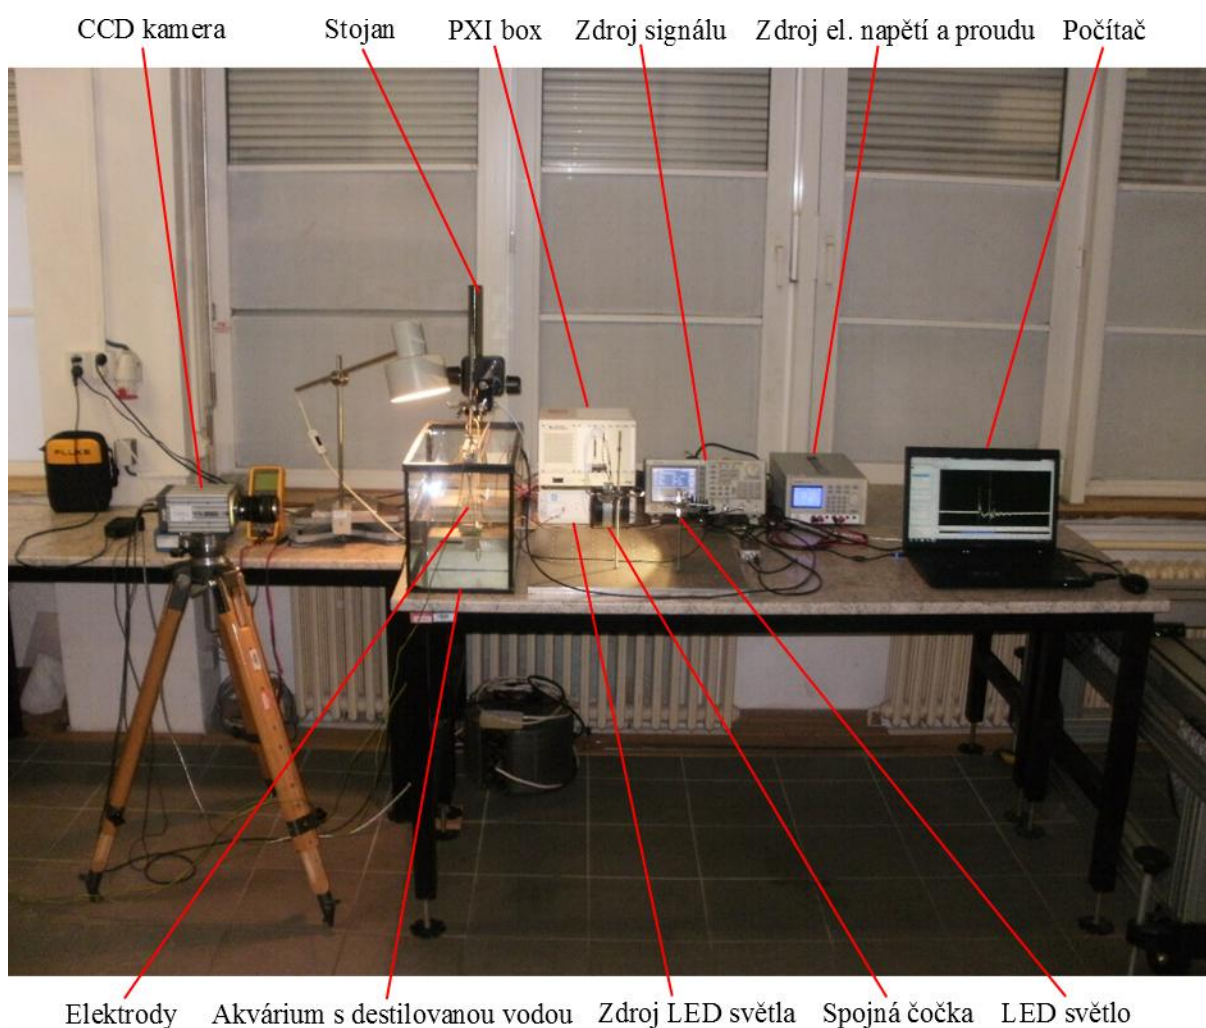 CCD kamera Stojan PXI box Zdroj signálu Zdroj el. napětí a proudu Počítač
FLUKE
Elektrody Akvárium s destilovanou vodou Zdroj LED světla Spojná čočka LED světlo